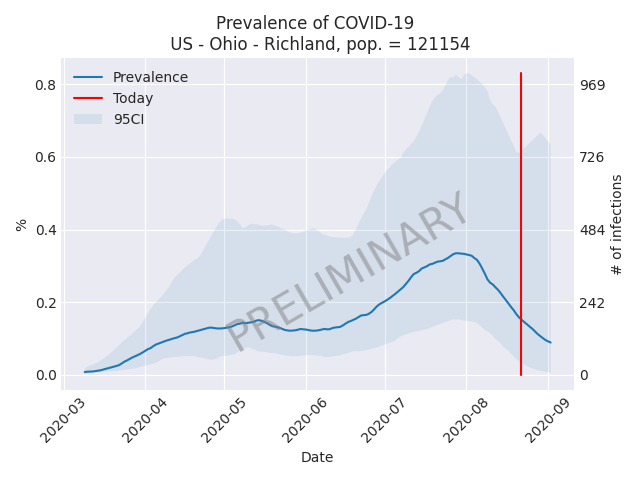 Prevalence of COVID-19
US - Ohio - Richland, pop. = 121154
Prevalence
Today
95CI
PRELIMINARY
%
0.8
0.6
0.4
0.2
0.0
969
726
484
242
0
# of infections
2020-03
2020-04
2020-05
2020-06
2020-07
2020-08
2020-09
Date